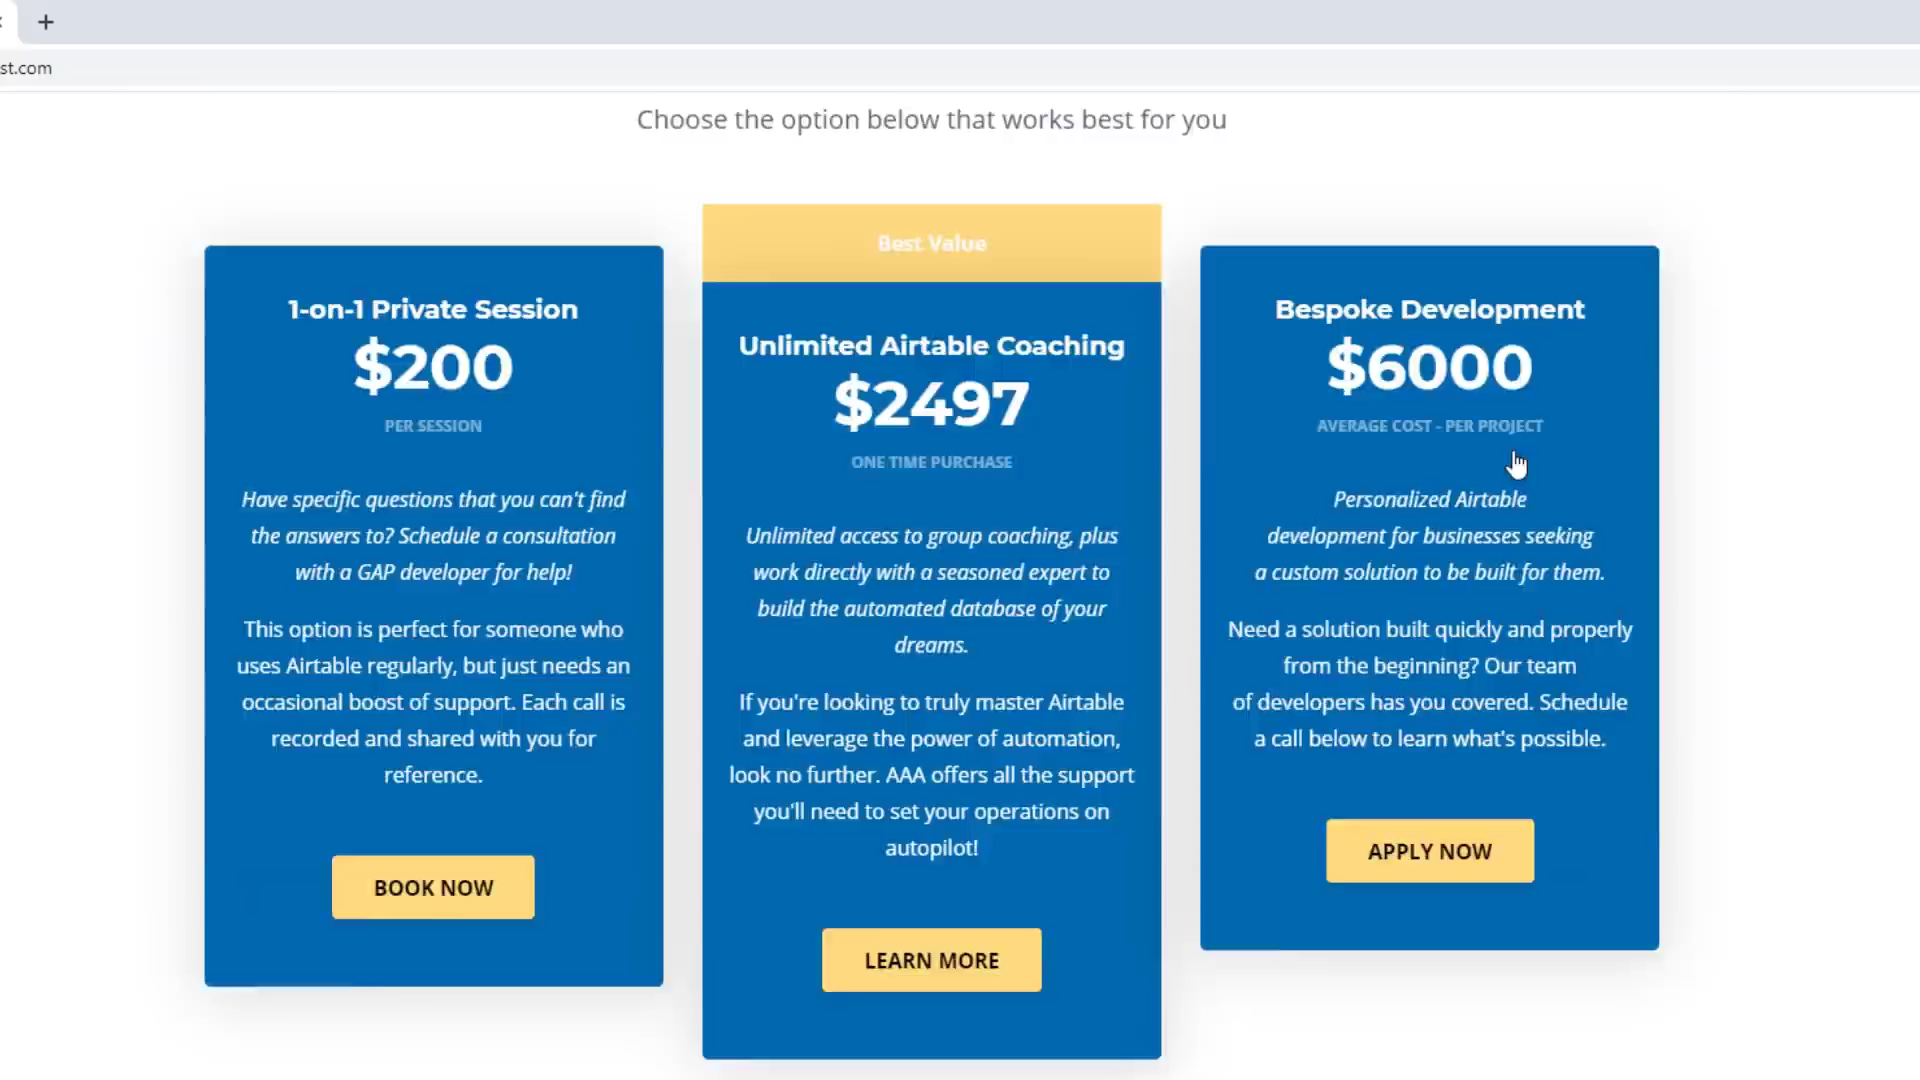 st.com
Choose the option below that works best for you
1-on-1 Private Session
$200
PER SESSION
Have specific questions that you can't find
the answers to? Schedule a consultation
with a GAP developer for help!
This option is perfect for someone who
uses Airtable regularly, but just needs an
occasional boost of support. Each call is
recorded and shared with you for
reference.
BOOK NOW
Best Value
Unlimited Airtable Coaching
$2497
ONE TIME PURCHASE
Unlimited access to group coaching, plus
work directly with a seasoned expert to
build the automated database of your
dreams.
If you're looking to truly master Airtable
and leverage the power of automation,
look no further. AAA offers all the support
you'll need to set your operations on
autopilot!
LEARN MORE
Bespoke Development
$6000
AVERAGE COST - PER PROJECT
Personalized Airtable
development for businesses seeking
a custom solution to be built for them.
Need a solution built quickly and properly
from the beginning? Our team
of developers has you covered. Schedule
a call below to learn what's possible.
APPLY NOW